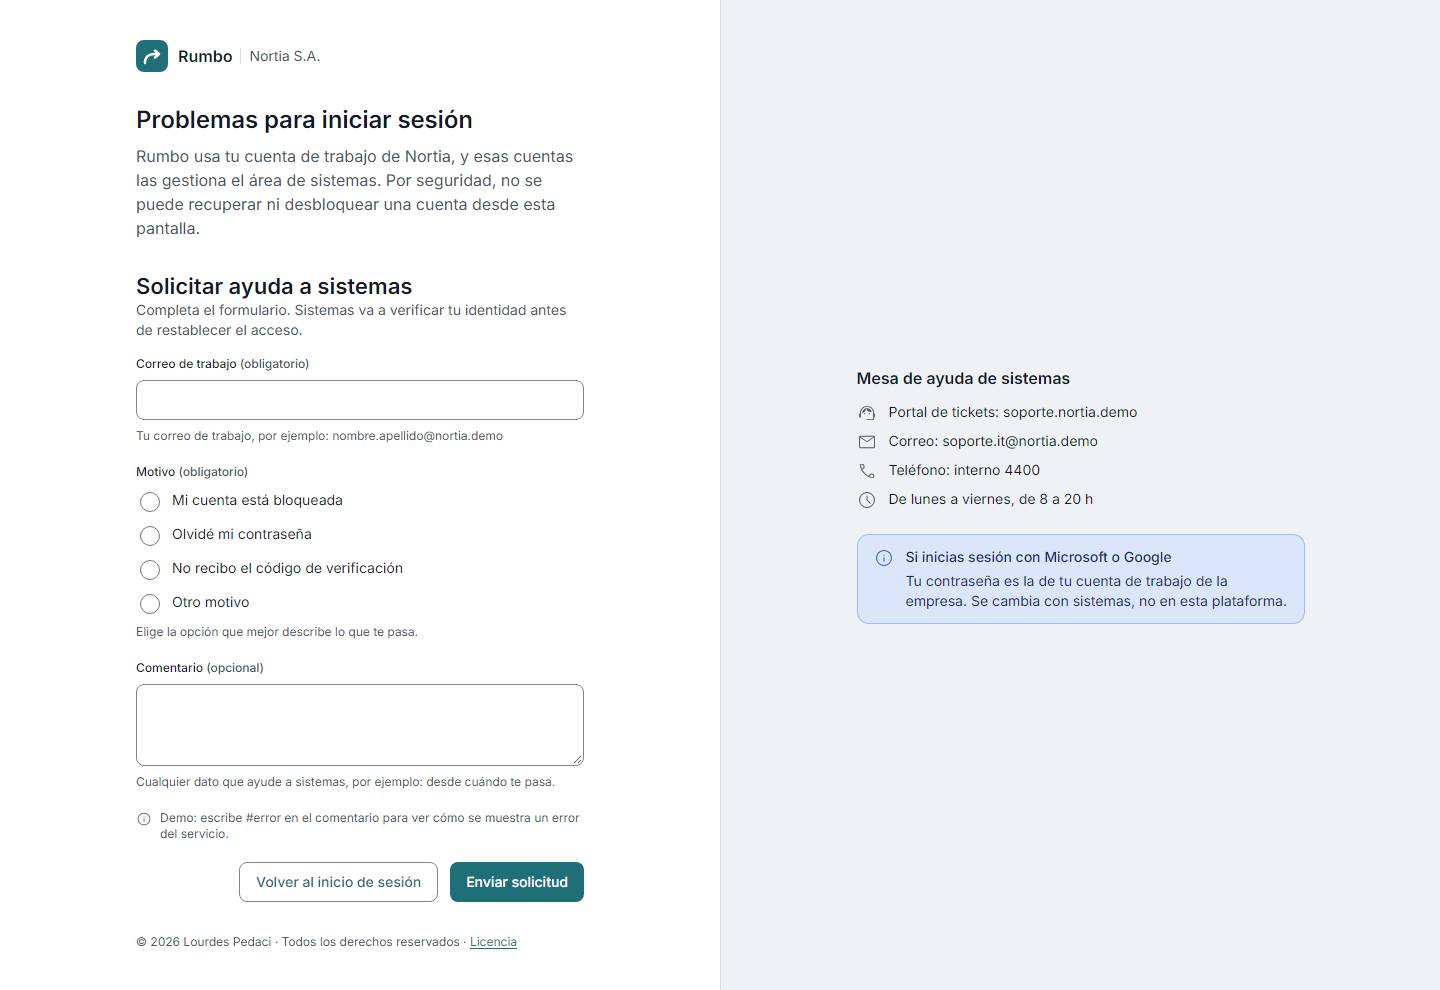 Rumbo
Nortia S.A.
Problemas para iniciar sesión
Rumbo usa tu cuenta de trabajo de Nortia, y esas cuentas
las gestiona el área de sistemas. Por seguridad, no se
puede recuperar ni desbloquear una cuenta desde esta
pantalla.
Solicitar ayuda a sistemas
Completa el formulario. Sistemas va a verificar tu identidad antes
de restablecer el acceso.
Correo de trabajo (obligatorio)
Tu correo de trabajo, por ejemplo: nombre.apellido@nortia.demo
Motivo (obligatorio)
Mi cuenta está bloqueada
Olvidé mi contraseña
No recibo el código de verificación
Otro motivo
Elige la opción que mejor describe lo que te pasa.
Comentario (opcional)
Cualquier dato que ayude a sistemas, por ejemplo: desde cuándo te pasa.
Demo: escribe #error en el comentario para ver cómo se muestra un error
del servicio.
Volver al inicio de sesión
Enviar solicitud
© 2026 Lourdes Pedaci · Todos los derechos reservados · Licencia
Mesa de ayuda de sistemas
Portal de tickets: soporte.nortia.demo
Correo: soporte.it@nortia.demo
Teléfono: interno 4400
De lunes a viernes, de 8 a 20 h
Si inicias sesión con Microsoft o Google
Tu contraseña es la de tu cuenta de trabajo de la
empresa. Se cambia con sistemas, no en esta plataforma.